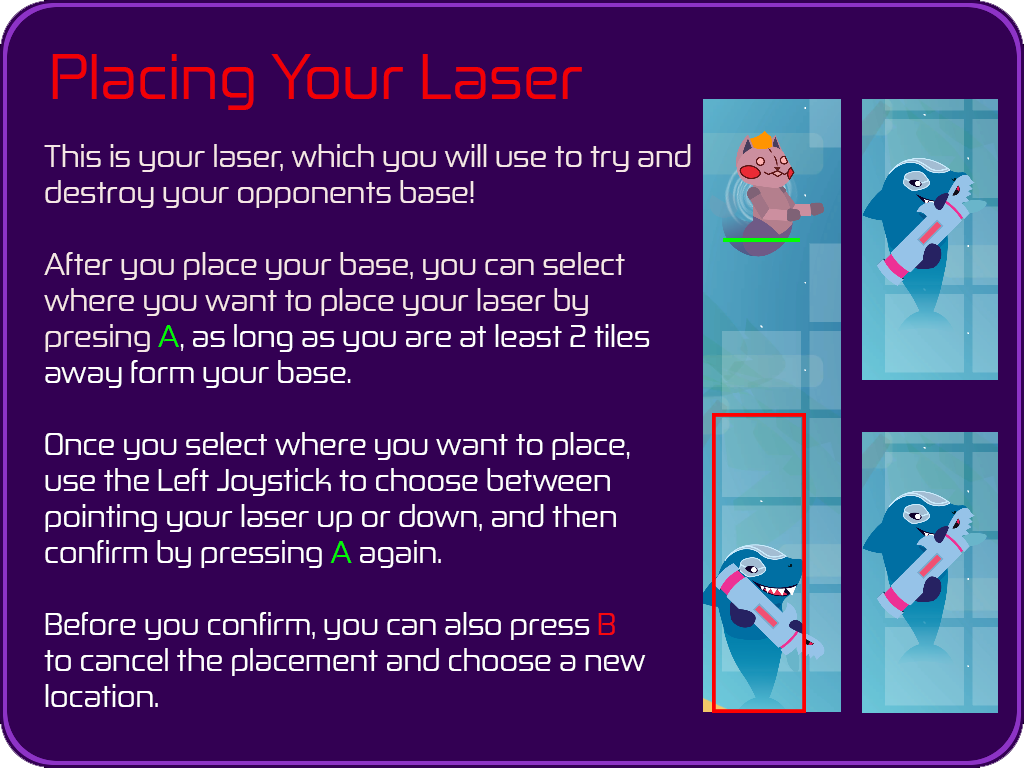 Placing Your Laser
This is your laser, which you will use to try and
destroy your opponents base!
After you place your base, you can select
where you want to place your laser by
presing A, as long as you are at least 2 tiles
away form your base.
Once you select where you want to place,
use the Left Joystick to choose between
pointing your laser up or down, and then
confirm by pressing A again.
Before you confirm, you can also press B
to cancel the placement and choose a new
location.